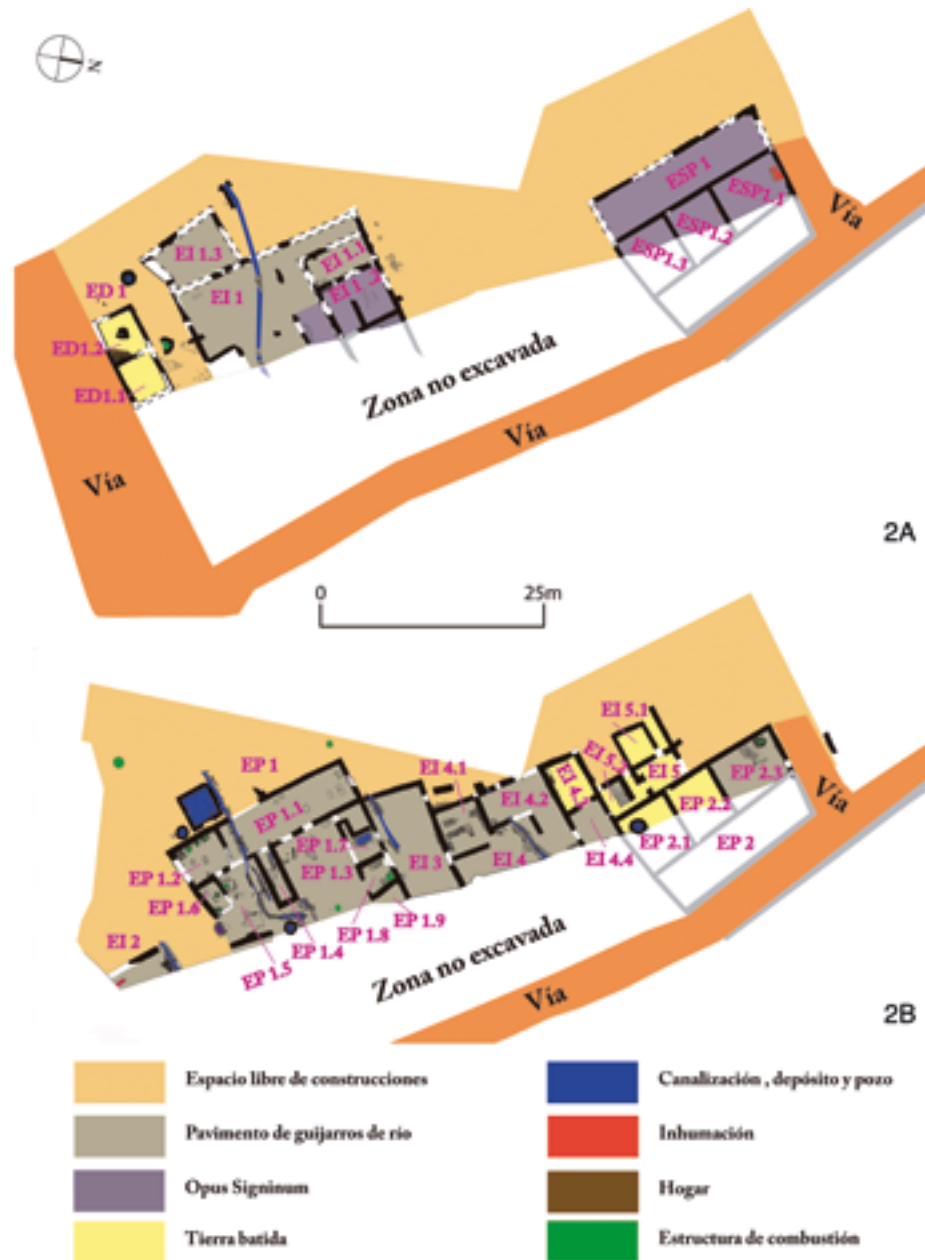 N
ESP 1
ESP1.1
ESP1.2
ESP1.3
Vía
EI 1.3
EI 1.1
EI 1
ED 1
ED1.2
ED1.1
Zona no excavada
Vía
Vía
2A
0 25m
EI 5.1
EP 1
EI 4.1
EI 5.2
EI 5
EP 2.3
EP 1.1
EI 4.2
EI 4.3
EP 2.2
Vía
EP 1.2
EP 1.7
EP 2.1
EP 2
EP 1.6
EP 1.3
EI 3
EI 4
EI 4.4
EI 2
EP 1.9
EP 1.8
EP 1.5
EP 1.4
Zona no excavada
Vía
2B
Espacio libre de construcciones
Canalización , depósito y pozo
Pavimento de guijarros de río
Inhumación
Opus Signinum
Hogar
Tierra batida
Estructura de combustión